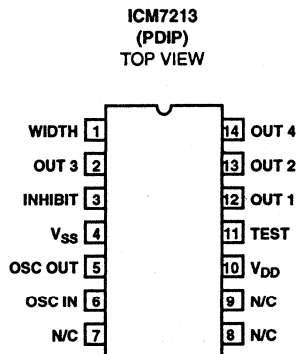 ICM7213
(PDIP)
TOP VIEW
WIDTH 1 14 OUT 4
OUT 3 2 13 OUT 2
INHIBIT 3 12 OUT 1
VSS 4 11 TEST
OSC OUT 5 10 VDD
OSC IN 6 9 N/C
N/C 7 8 N/C